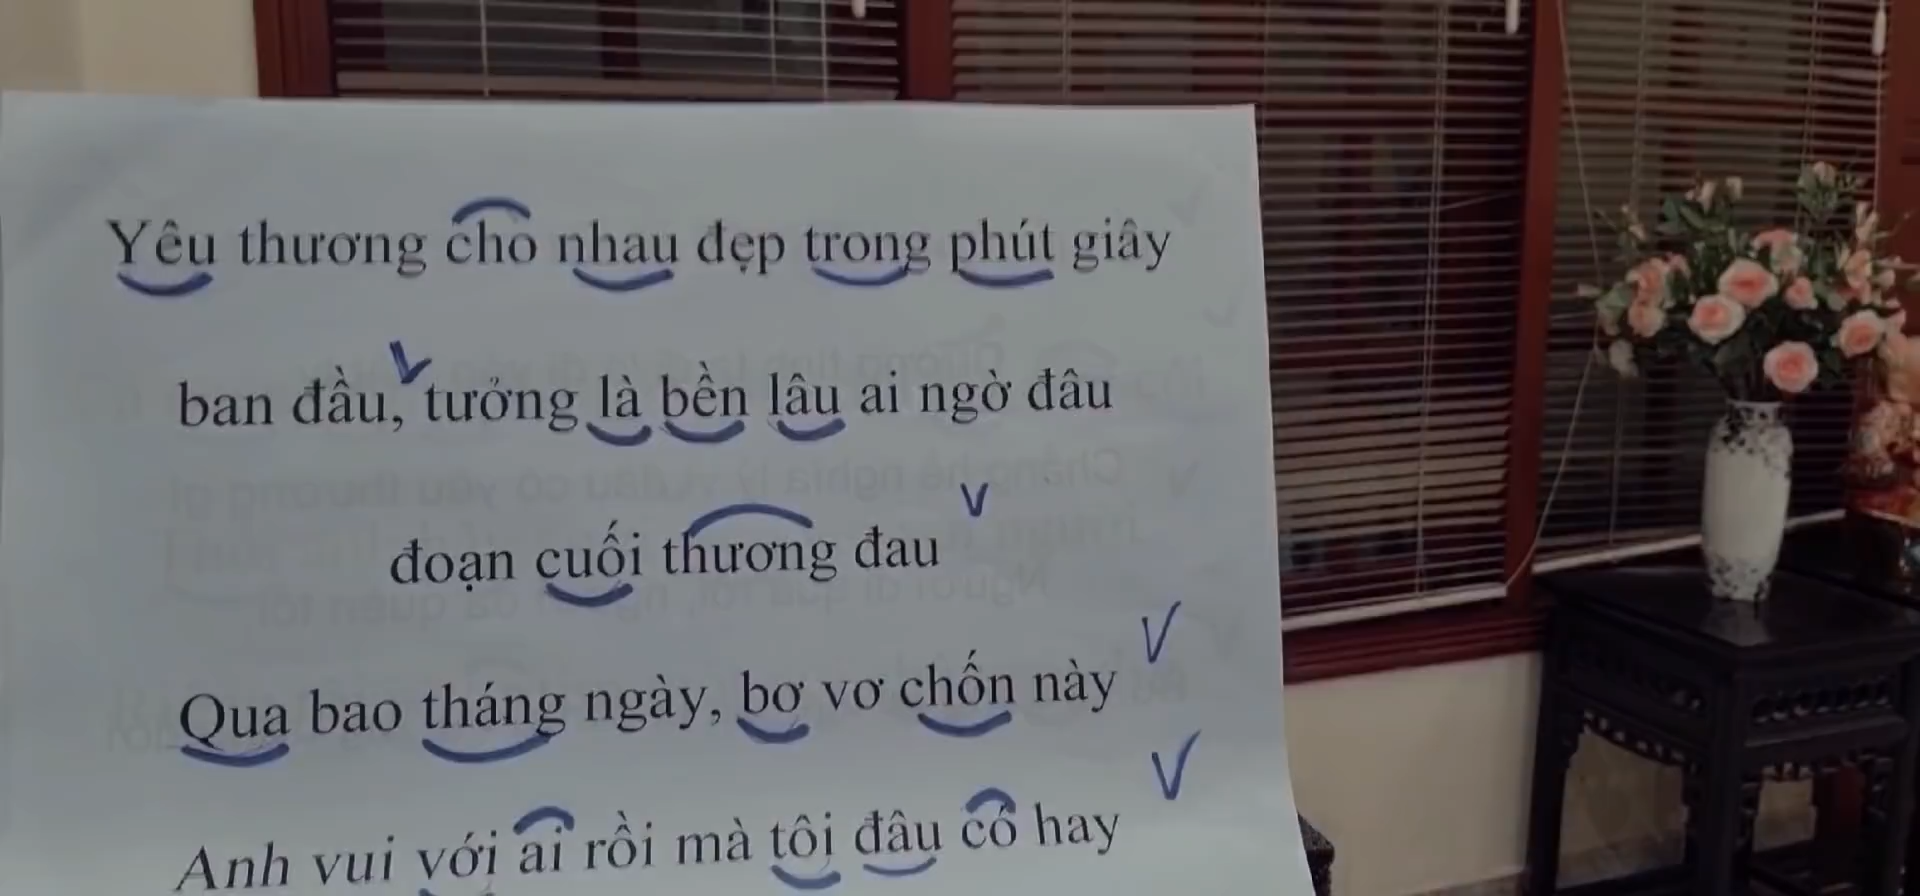 Yêu thương cho nhau đẹp trong phút giây
ban đầu, tưởng là bền lâu ai ngờ đâu
đoạn cuối thương đau
Qua bao tháng ngày, bơ vơ chốn này
Anh vui với ai rồi mà tôi đâu có hay